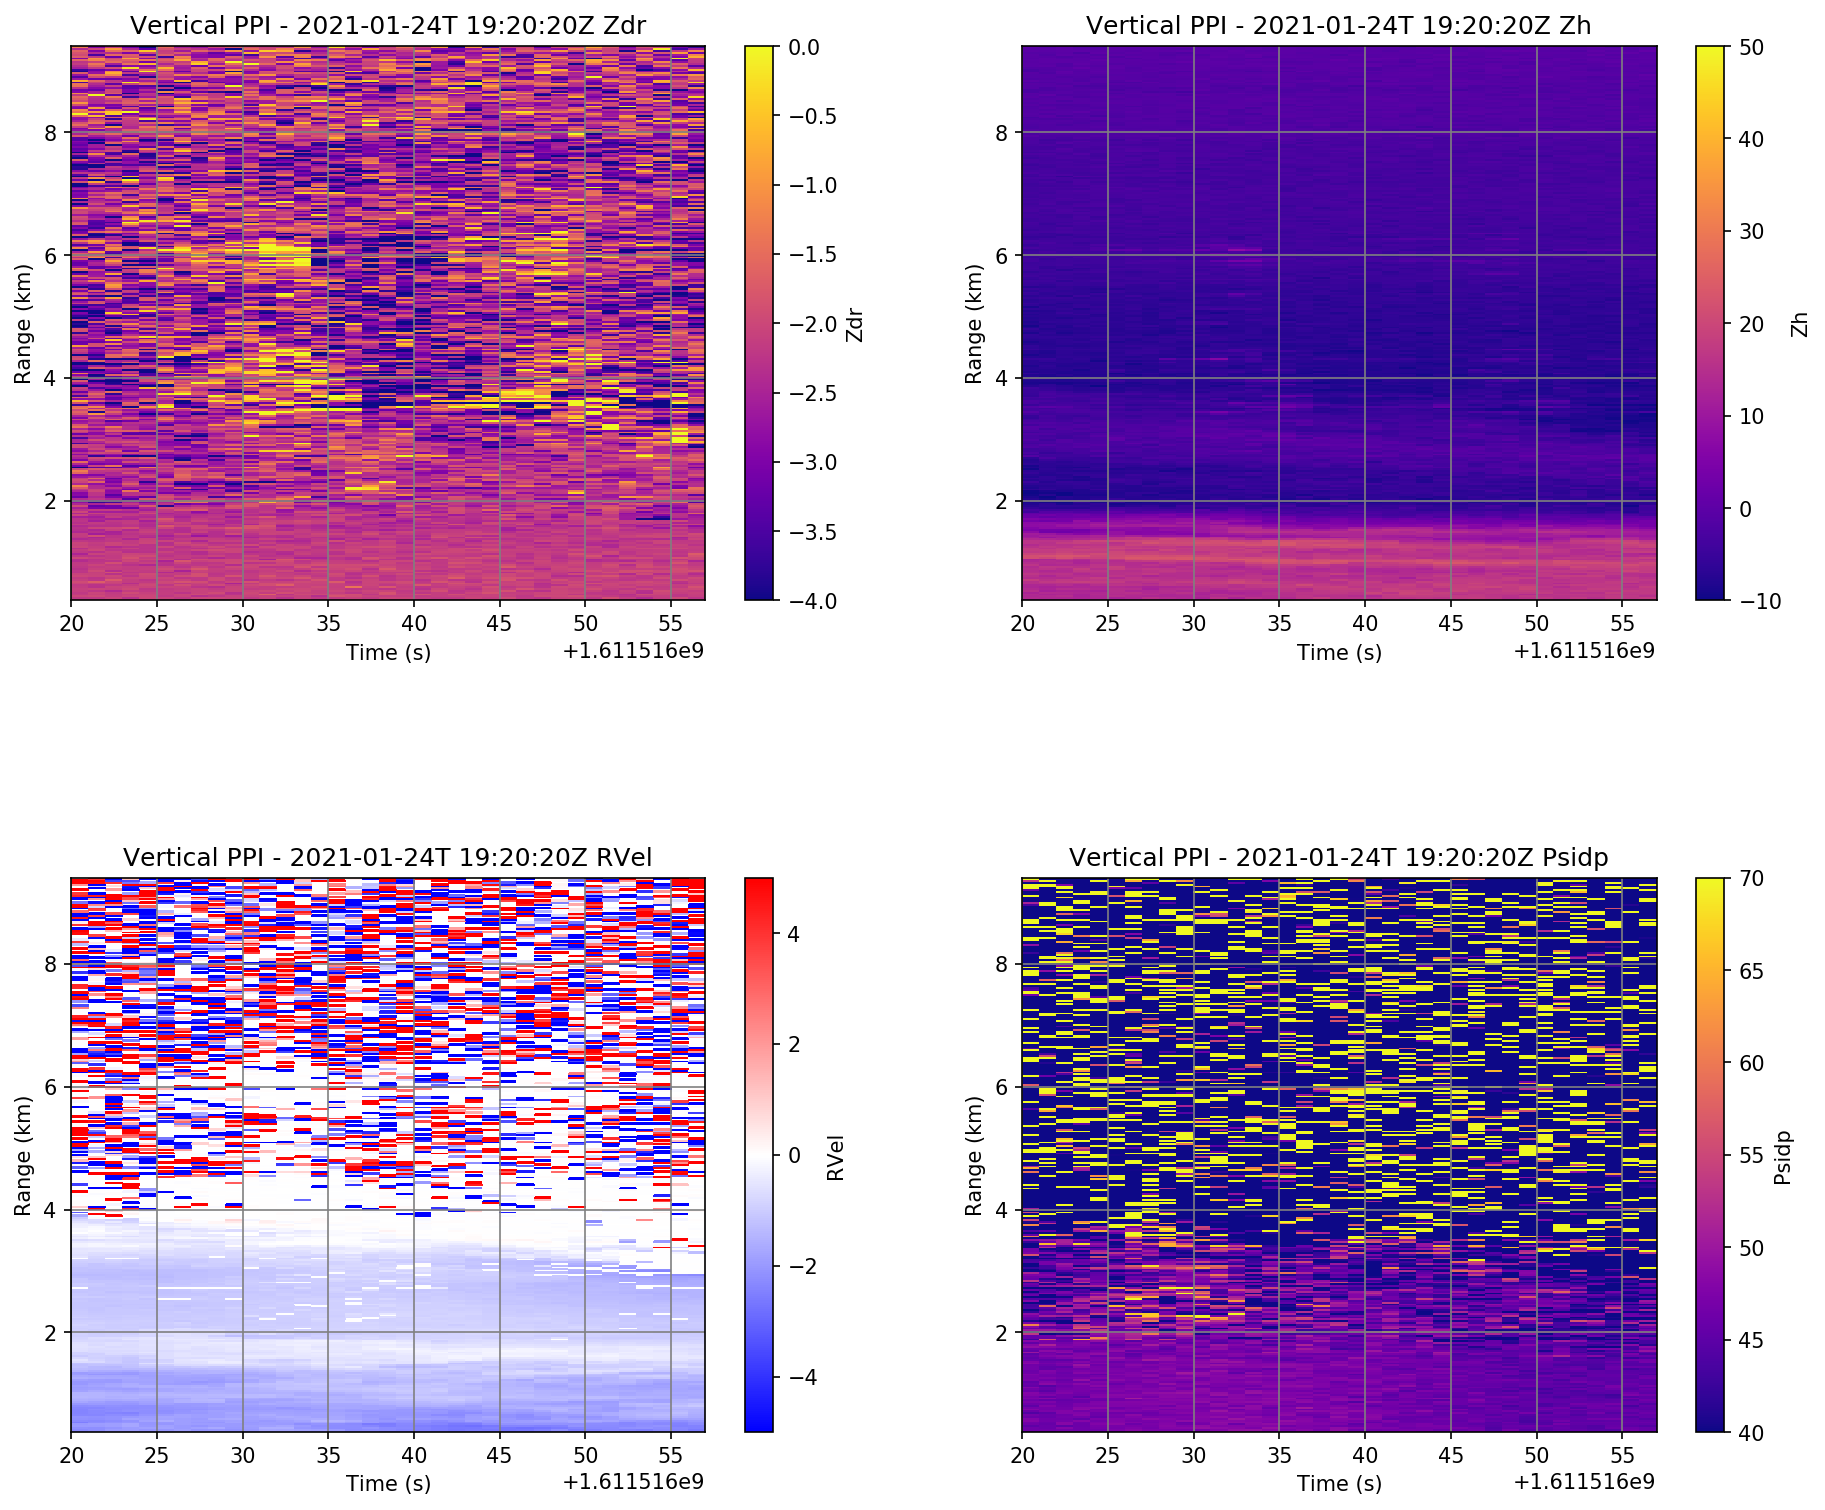 Vertical PPI - 2021-01-24T 19:20:20Z Zdr
Range (km)
8
6
4
2
20 25 30 35 40 45 50 55
Time (s)
+1.611516e9
0.0
−0.5
−1.0
−1.5
−2.0
−2.5
−3.0
−3.5
−4.0
Zdr
Vertical PPI - 2021-01-24T 19:20:20Z Zh
Range (km)
8
6
4
2
20 25 30 35 40 45 50 55
Time (s)
+1.611516e9
50
40
30
20
10
0
−10
Zh
Vertical PPI - 2021-01-24T 19:20:20Z RVel
Range (km)
8
6
4
2
20 25 30 35 40 45 50 55
Time (s)
+1.611516e9
4
2
0
−2
−4
RVel
Vertical PPI - 2021-01-24T 19:20:20Z Psidp
Range (km)
8
6
4
2
20 25 30 35 40 45 50 55
Time (s)
+1.611516e9
70
65
60
55
50
45
40
Psidp